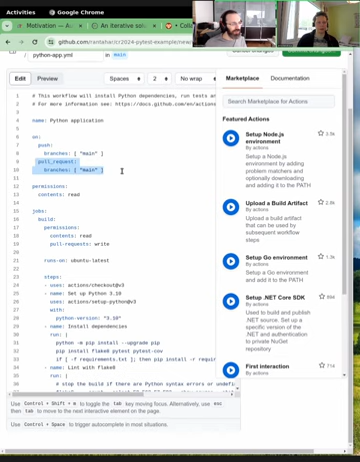 Activities
Google Chrome
Motivation —
An iterative so
github.com/rantahar/cr2024-pytest-example/new/
python-app.yml
in main
Edit
Preview
Spaces
2
No wrap
1 # This workflow will install Python dependencies, run tests an
2 # For more information see: https://docs.github.com/en/actions
3
4 name: Python application
5
6 on:
7 push:
8 branches: [ "main" ]
9 pull_request:
10 branches: [ "main" ]
11
12 permissions:
13 contents: read
14
15 jobs:
16 build:
17 permissions:
18 contents: read
19 pull-requests: write
20
21 runs-on: ubuntu-latest
22
23 steps:
24 - uses: actions/checkout@v3
25 - name: Set up Python 3.10
26 uses: actions/setup-python@v3
27 with:
28 python-version: "3.10"
29 - name: Install dependencies
30 run: |
31 python -m pip install --upgrade pip
32 pip install flake8 pytest pytest-cov
33 if [ -f requirements.txt ]; then pip install -r requir
34 - name: Lint with flake8
35 run: |
36 # stop the build if there are Python syntax errors or undefi
Use Control + Shift + m to toggle the tab key moving focus. Alternatively, use esc
then tab to move to the next interactive element on the page.
Use Control + Space to trigger autocomplete in most situations.
Marketplace
Documentation
Search Marketplace for Actions
Featured Actions
Setup Node.js
environment
By actions
Setup a Node.js
environment by
adding problem
matchers and
optionally
downloading and
adding it to the PATH
Upload a Build Artifact
By actions
Upload a build
artifact that can be
used by subsequent
workflow steps
Setup Go environment
By actions
Setup a Go
environment and add
it to the PATH
Setup .NET Core SDK
By actions
Used to build and
publish .NET source.
Set up a specific
version of the .NET
and authentication to
private NuGet
repository
First interaction
By actions